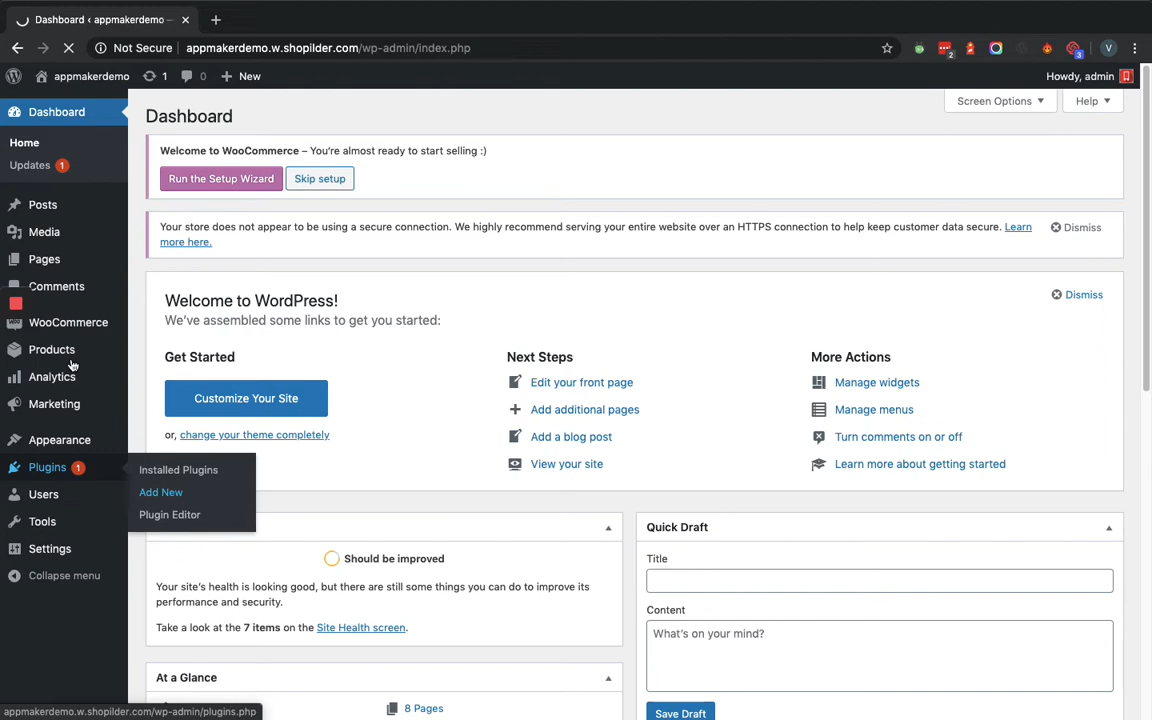 Dashboard ‹ appmakerdemo –
Not Secure
appmakerdemo.w.shopilder.com/wp-admin/index.php
2
3
V
appmakerdemo
1
0
New
Howdy, admin
Dashboard
Home
Updates 1
Posts
Media
Pages
Comments
WooCommerce
Products
Analytics
Marketing
Appearance
Plugins 1
Users
Tools
Settings
Collapse menu
Installed Plugins
Add New
Plugin Editor
Dashboard
Screen Options
Help
Welcome to WooCommerce – You're almost ready to start selling :)
Run the Setup Wizard
Skip setup
Your store does not appear to be using a secure connection. We highly recommend serving your entire website over an HTTPS connection to help keep customer data secure. Learn
more here.
Dismiss
Welcome to WordPress!
We've assembled some links to get you started:
Dismiss
Get Started
Customize Your Site
or, change your theme completely
Next Steps
Edit your front page
Add additional pages
Add a blog post
View your site
More Actions
Manage widgets
Manage menus
Turn comments on or off
Learn more about getting started
Should be improved
Your site's health is looking good, but there are still some things you can do to improve its
performance and security.
Take a look at the 7 items on the Site Health screen.
At a Glance
8 Pages
Quick Draft
Title
Content
What's on your mind?
Save Draft
appmakerdemo.w.shopilder.com/wp-admin/plugins.php